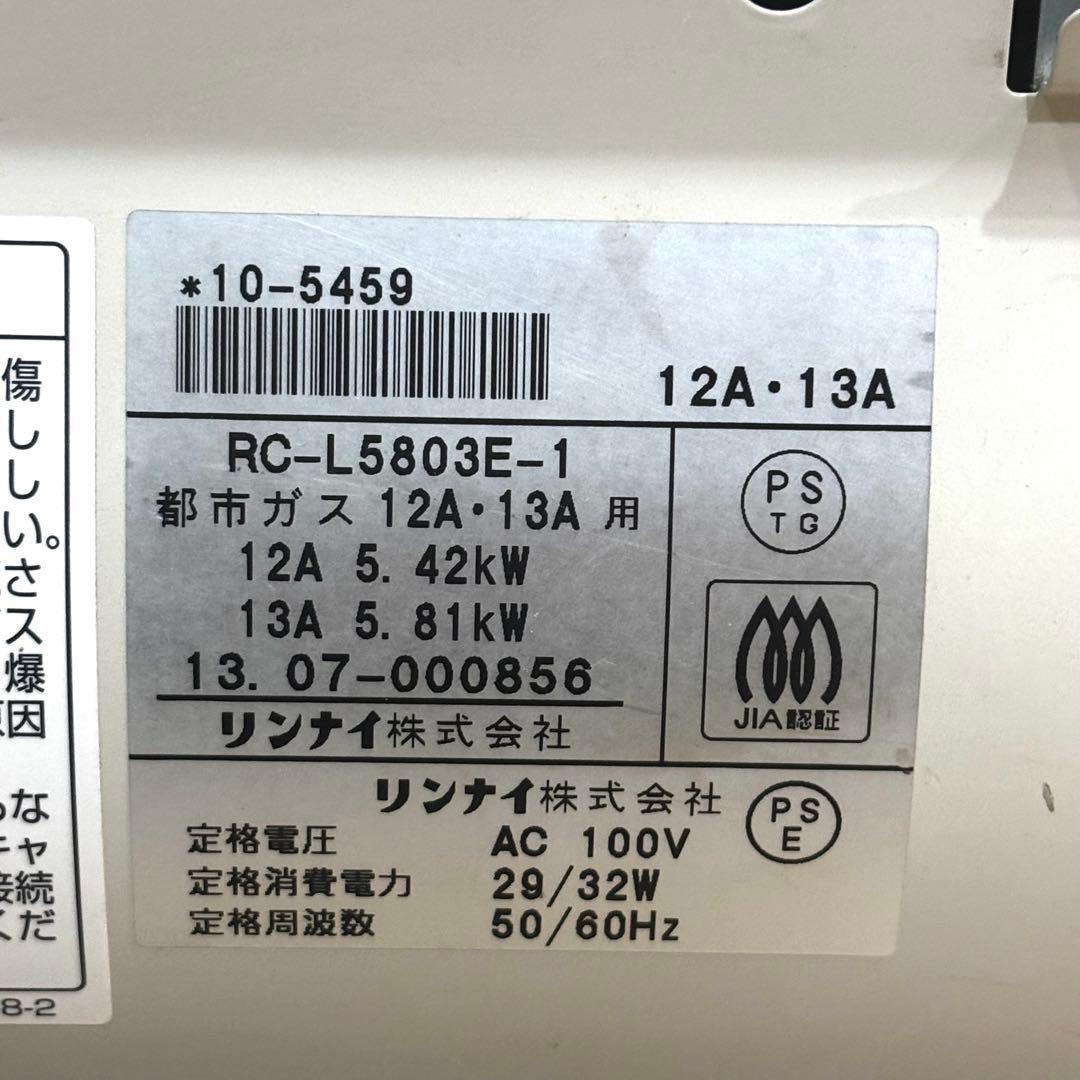 *10-5459
12A・13A
RC-L5803E-1
都市ガス 12A・13A 用
12A 5.42kW
13A 5.81kW
13.07-000856
リンナイ株式会社
PS
TG
JIA認証
リンナイ株式会社
PS
E
定格電圧 AC 100V
定格消費電力 29/32W
定格周波数 50/60Hz
傷
しし
い。
さ
ス
爆
因
な
ャ
接続
くだ
8-2